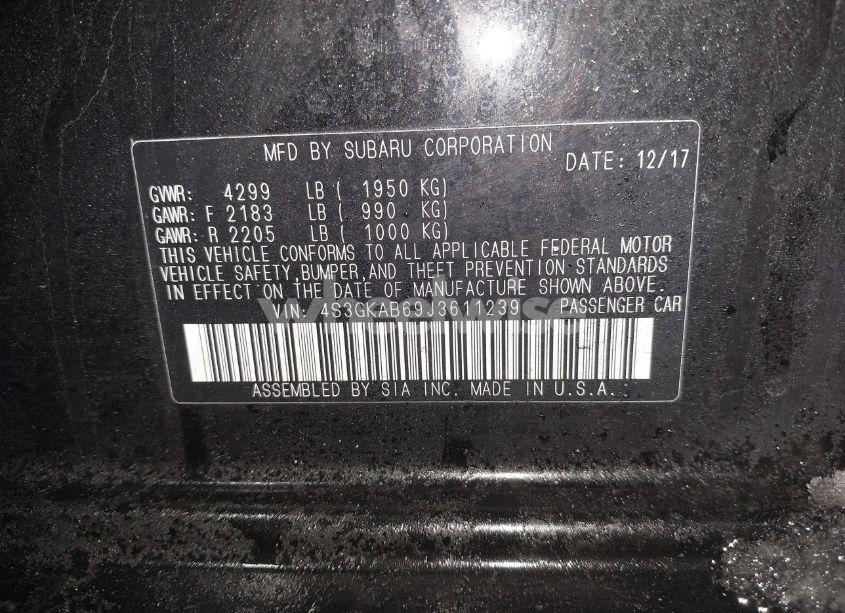 MFD BY SUBARU CORPORATION DATE: 12/17
GVWR: 4299 LB ( 1950 KG)
GAWR: F 2183 LB ( 990 KG)
GAWR: R 2205 LB ( 1000 KG)
THIS VEHICLE CONFORMS TO ALL APPLICABLE FEDERAL MOTOR
VEHICLE SAFETY,BUMPER,AND THEFT PREVENTION STANDARDS
IN EFFECT ON THE DATE OF MANUFACTURE SHOWN ABOVE.
VIN: 4S3GKAB69J3611239 PASSENGER CAR
ASSEMBLED BY SIA INC. MADE IN U.S.A.